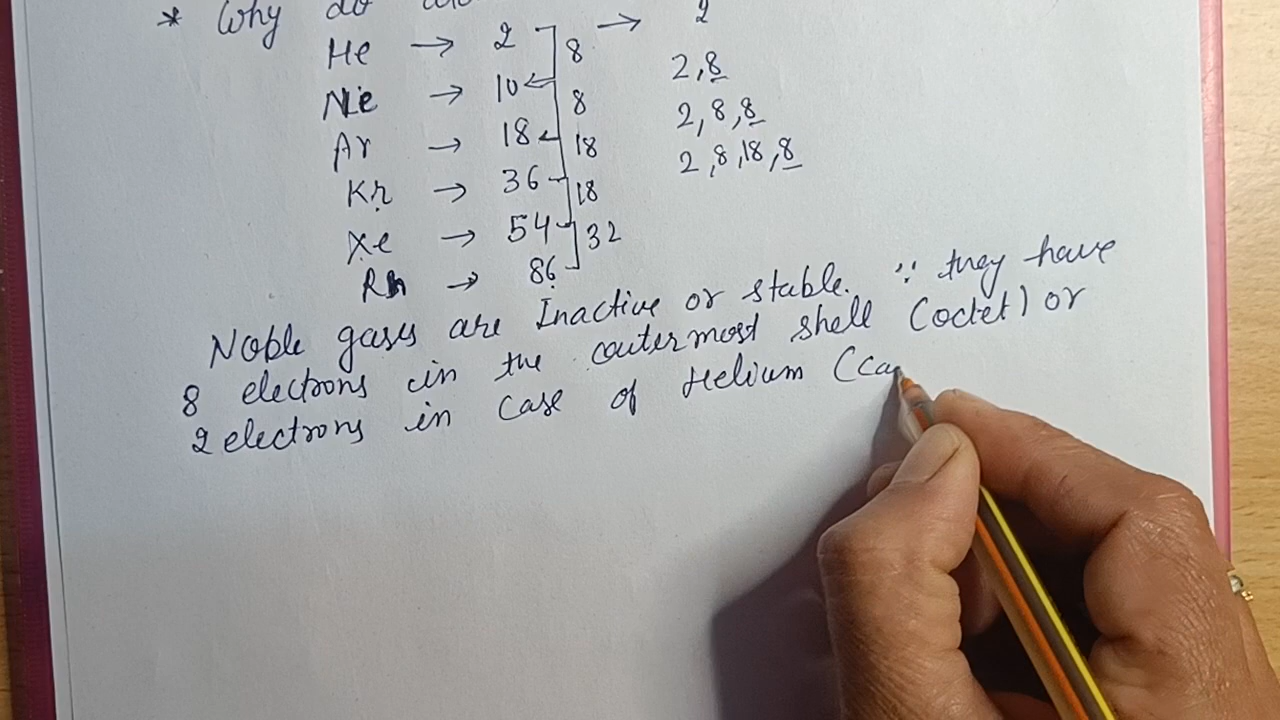 * Why do
He → 2 8 → 2
Ne → 10 8 2,8
Ar → 18 18 2,8,8
Kr → 36 18 2,8,18,8
Xe → 54 32
Rn → 86
Noble gases are Inactive or stable. ∵ they have
8 electrons in the outermost shell (octet) or
2 electrons in case of Helium (